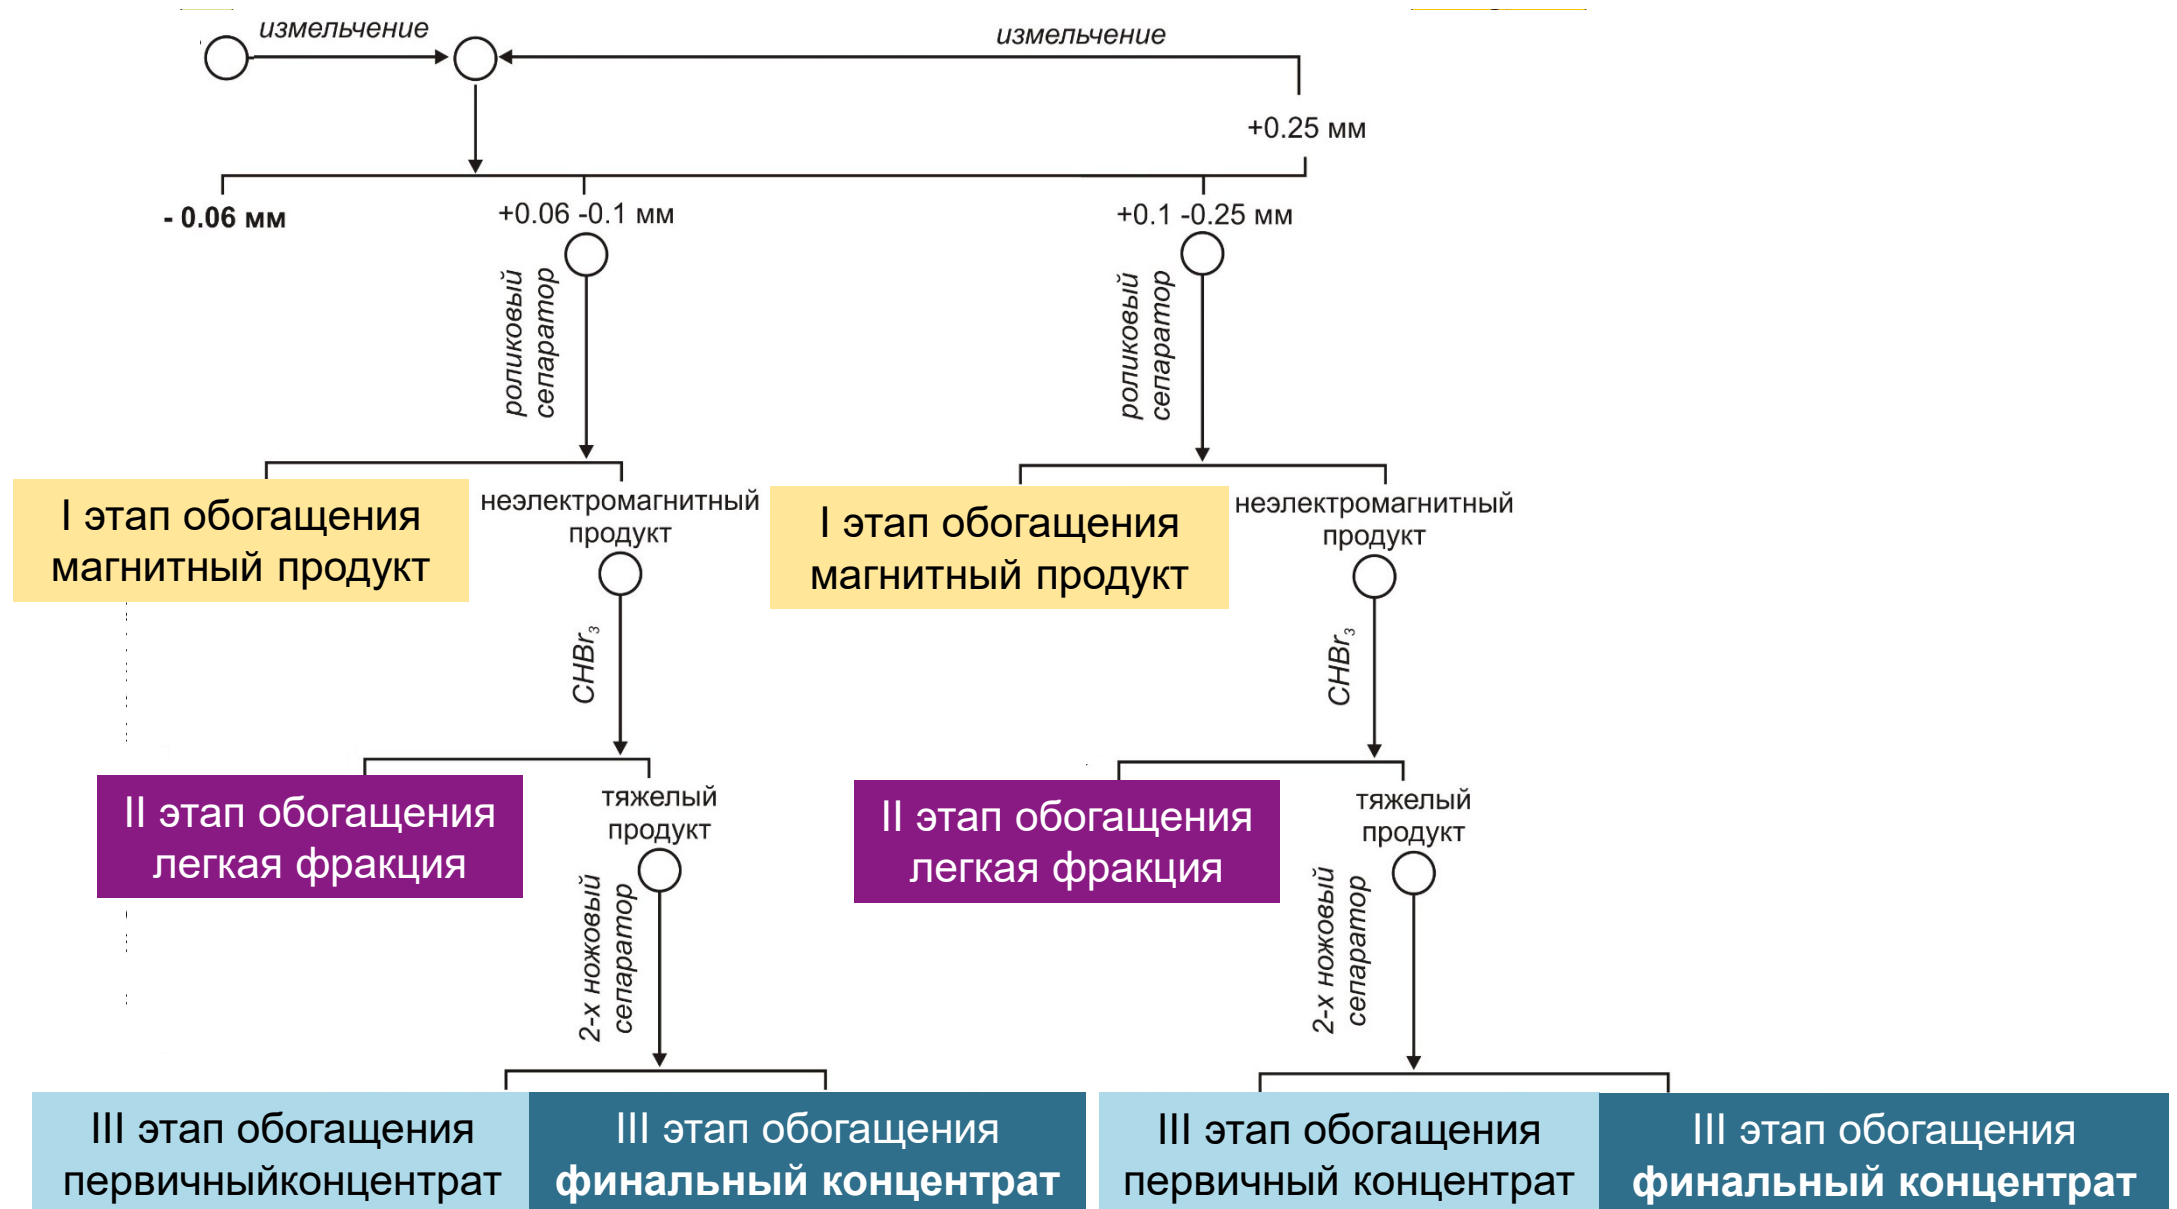 измельчение
измельчение
+0.25 мм
- 0.06 мм
+0.06 -0.1 мм
+0.1 -0.25 мм
роликовый
сепаратор
роликовый
сепаратор
I этап обогащения
магнитный продукт
неэлектромагнитный
продукт
I этап обогащения
магнитный продукт
неэлектромагнитный
продукт
CHBr₃
CHBr₃
II этап обогащения
легкая фракция
тяжелый
продукт
II этап обогащения
легкая фракция
тяжелый
продукт
2-х ножовый
сепаратор
2-х ножовый
сепаратор
III этап обогащения
первичныйконцентрат
III этап обогащения
финальный концентрат
III этап обогащения
первичный концентрат
III этап обогащения
финальный концентрат